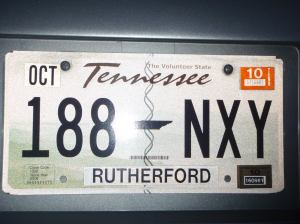 The Volunteer State
OCT Tennessee 10
188 NXY
RUTHERFORD